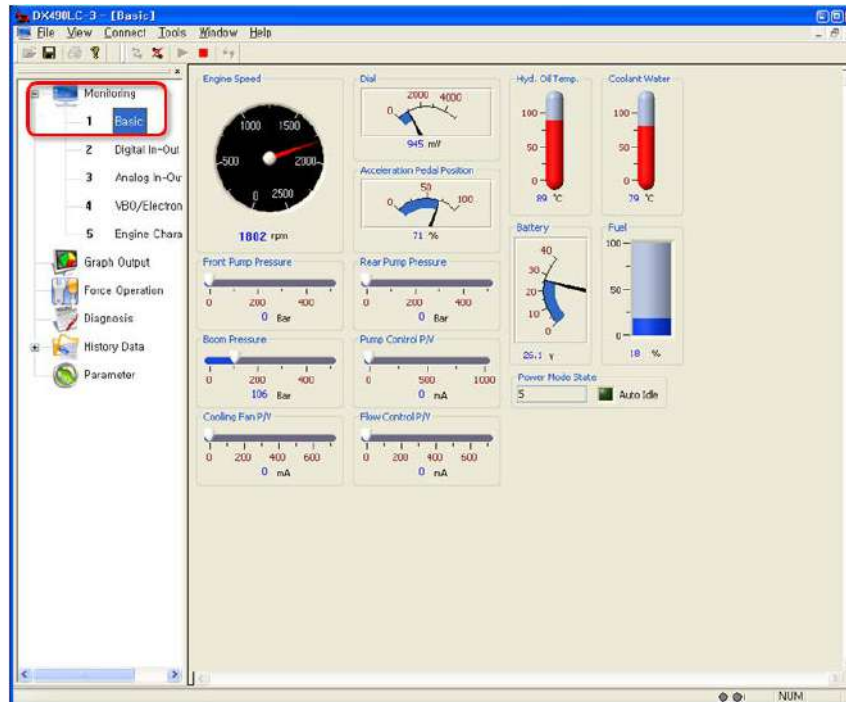 DX490LC-3 - [Basic]
File View Connect Tools Window Help
Monitoring
1 Basic
2 Digital In-Out
3 Analog In-Ou
4 VBO/Electron
5 Engine Chara
Graph Output
Force Operation
Diagnosis
History Data
Parameter
Engine Speed
0 500 1000 1500 2000 2500
1802 rpm
Dial
0 2000 4000
945 mV
Acceleration Pedal Position
0 50 100
71 %
Hyd. Oil Temp.
100
50
0
89 °C
Coolant Water
100
50
0
79 °C
Battery
40
30
20
10
0
26.1 v
Fuel
100
50
0
18 %
Front Pump Pressure
0 200 400
0 Bar
Rear Pump Pressure
0 200 400
0 Bar
Boom Pressure
0 200 400
106 Bar
Pump Control P/V
0 500 1000
0 mA
Power Mode State
S
Auto Idle
Cooling Fan P/V
0 200 400 600
0 mA
Flow Control P/V
0 200 400 600
0 mA
NUM